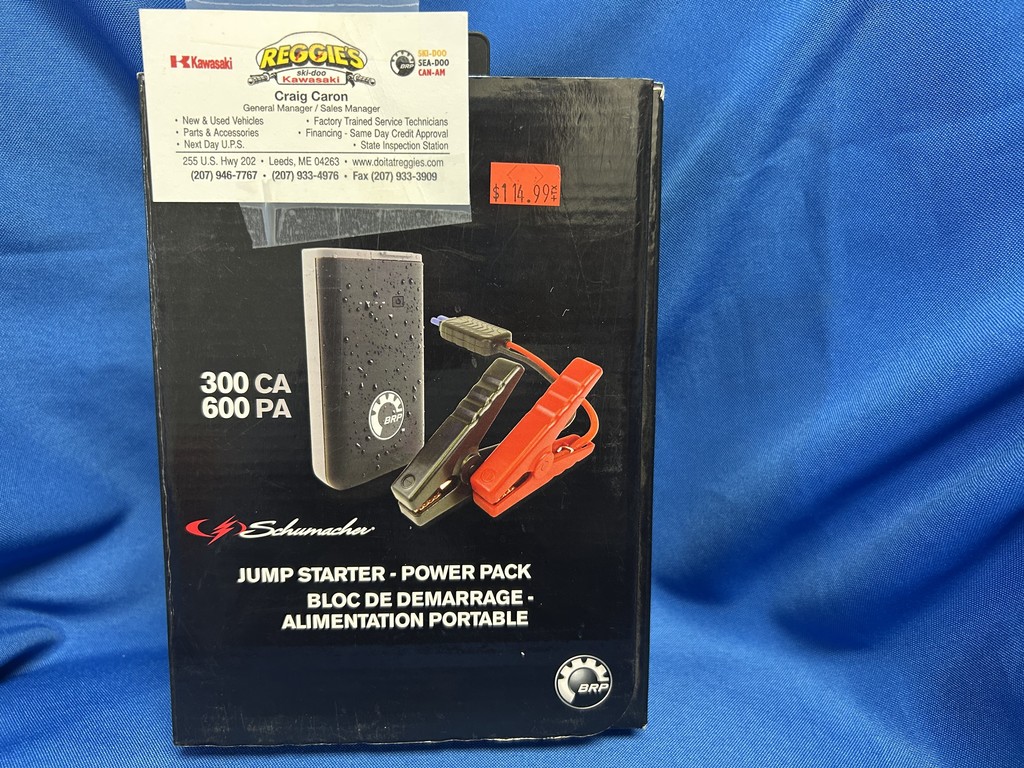 Kawasaki
REGGIE'S
ski-doo
Kawasaki
BRP
SKI-DOO
SEA-DOO
CAN-AM
Craig Caron
General Manager / Sales Manager
• New & Used Vehicles
• Parts & Accessories
• Next Day U.P.S.
• Factory Trained Service Technicians
• Financing - Same Day Credit Approval
• State Inspection Station
255 U.S. Hwy 202 • Leeds, ME 04263 • www.doitatreggies.com
(207) 946-7767 • (207) 933-4976 • Fax (207) 933-3909
$114.99
300 CA
600 PA
BRP
Schumacher
JUMP STARTER - POWER PACK
BLOC DE DEMARRAGE -
ALIMENTATION PORTABLE
BRP